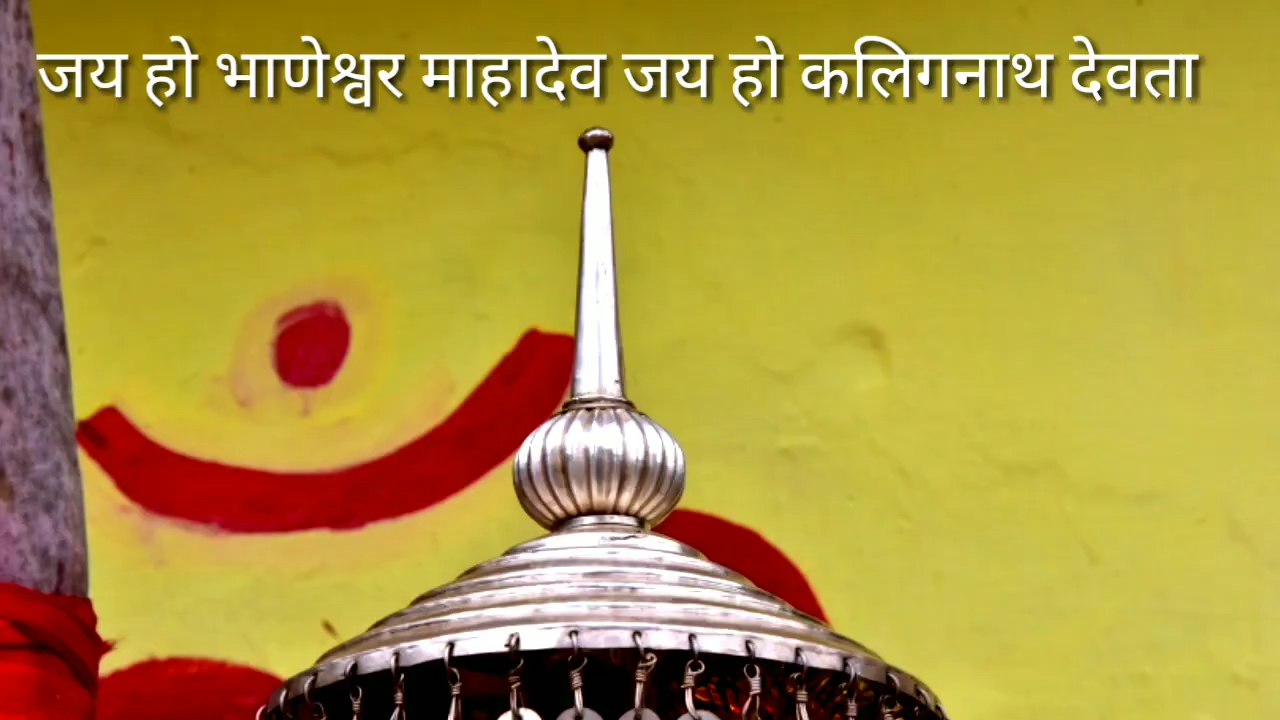 जय हो भाणेश्वर माहादेव जय हो कलिगनाथ देवता